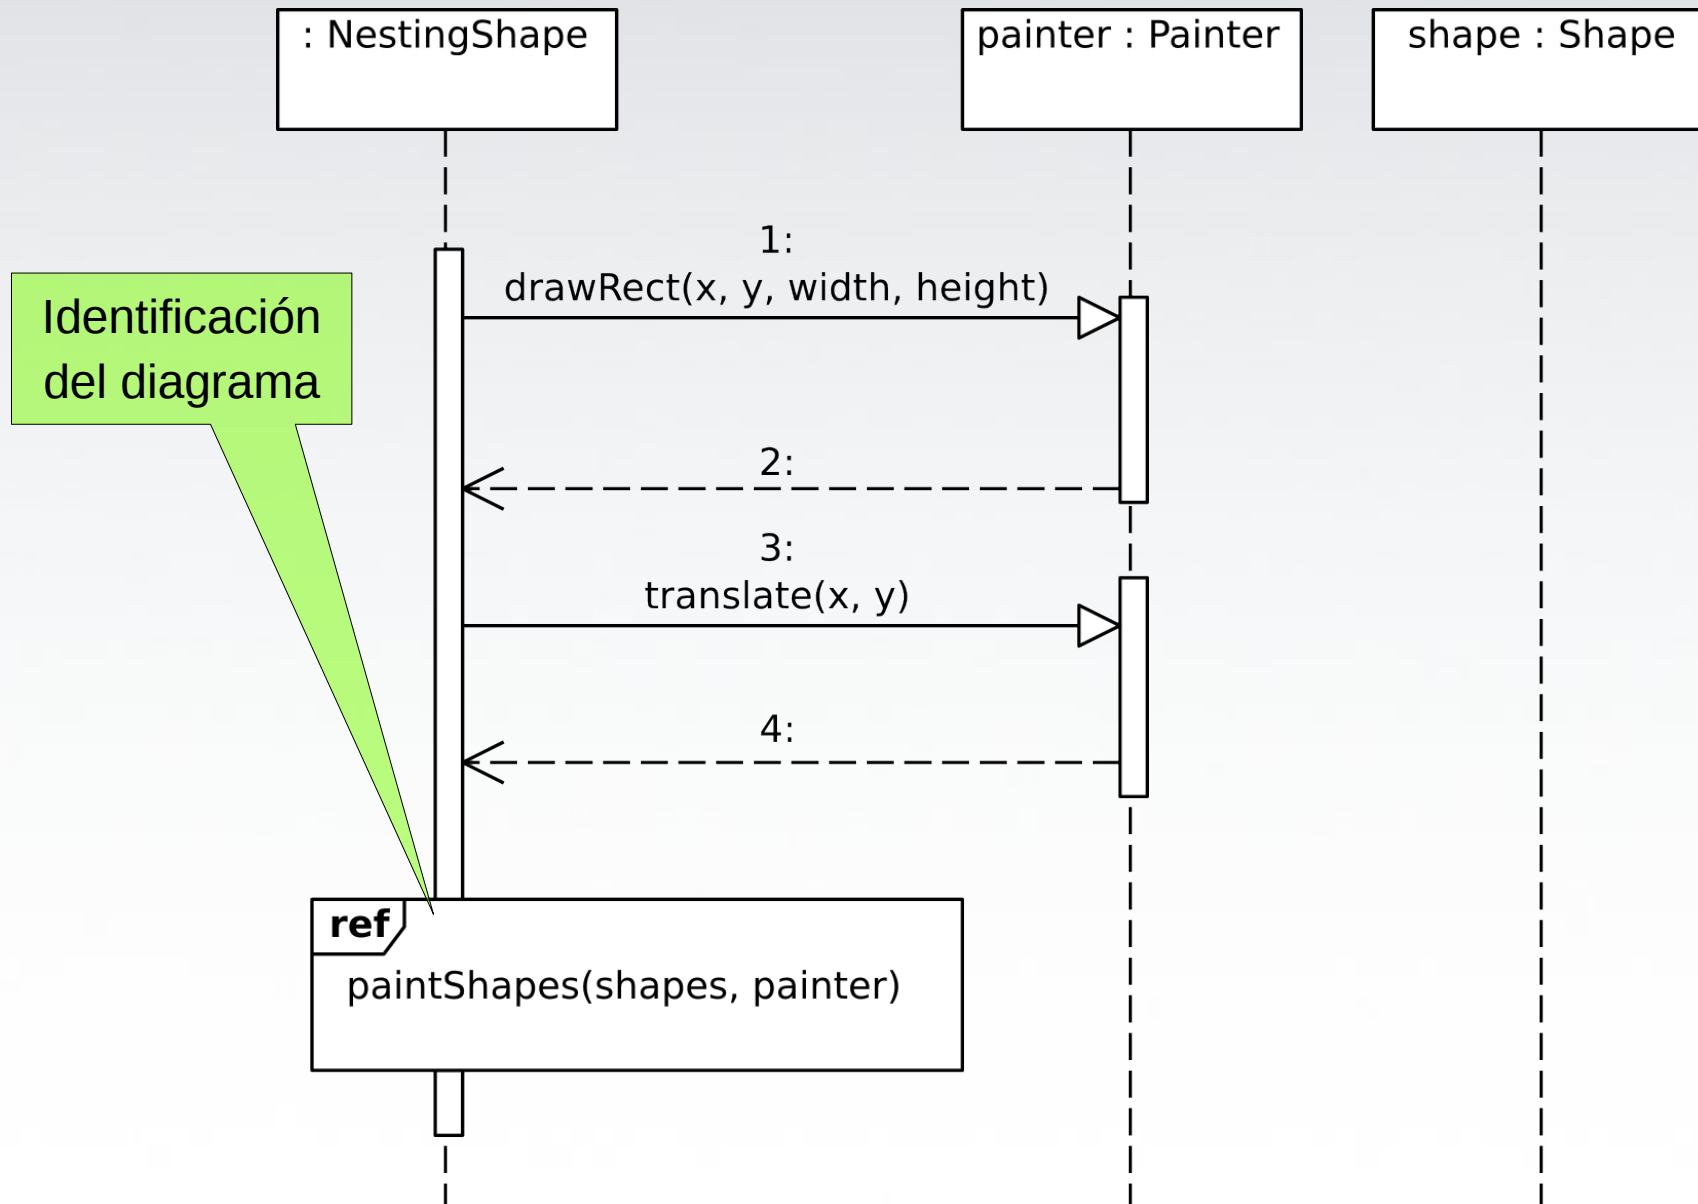 : NestingShape
painter : Painter
shape : Shape
1:
drawRect(x, y, width, height)
Identificación
del diagrama
2:
3:
translate(x, y)
4:
ref
paintShapes(shapes, painter)